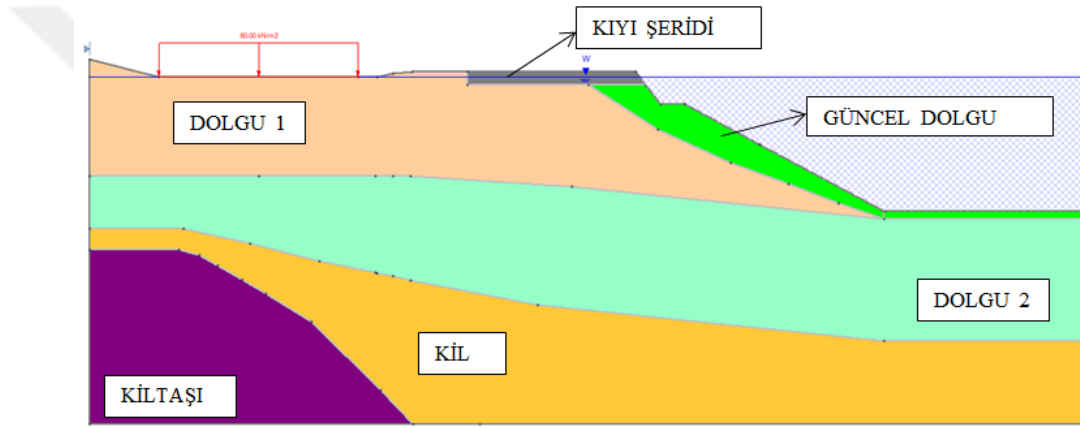 KIYI ŞERİDİ
80.00 kN/m2
W
DOLGU 1
GÜNCEL DOLGU
DOLGU 2
KİL
KİLTAŞI